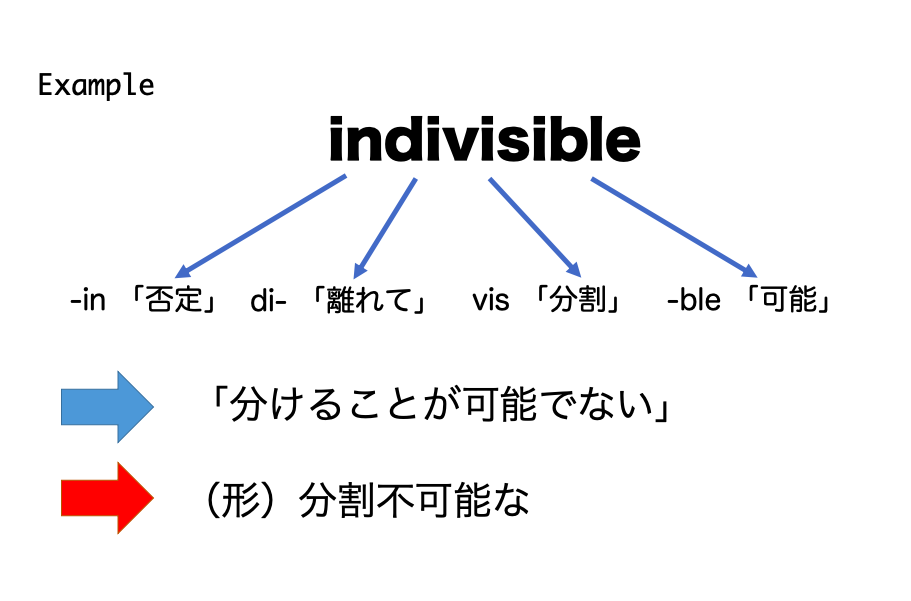 Example
indivisible
-in 「否定」 di- 「離れて」 vis 「分割」 -ble 「可能」
「分けることが可能でない」
（形）分割不可能な